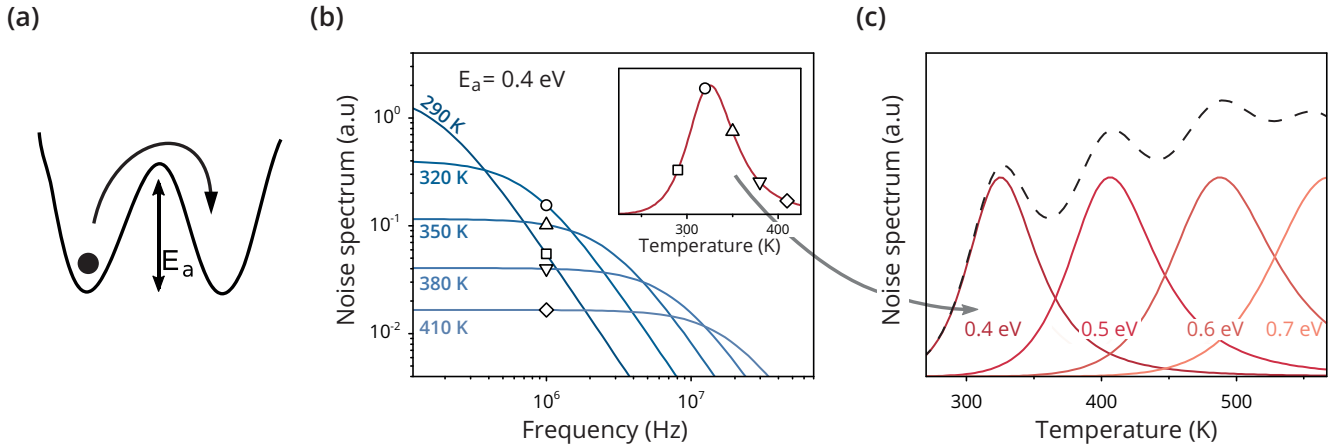 (a)
E_a
(b)
Noise spectrum (a.u)
10^0
10^-1
10^-2
E_a = 0.4 eV
290 K
320 K
350 K
380 K
410 K
300
400
Temperature (K)
10^6
10^7
Frequency (Hz)
(c)
Noise spectrum (a.u)
0.4 eV
0.5 eV
0.6 eV
0.7 eV
300
400
500
Temperature (K)